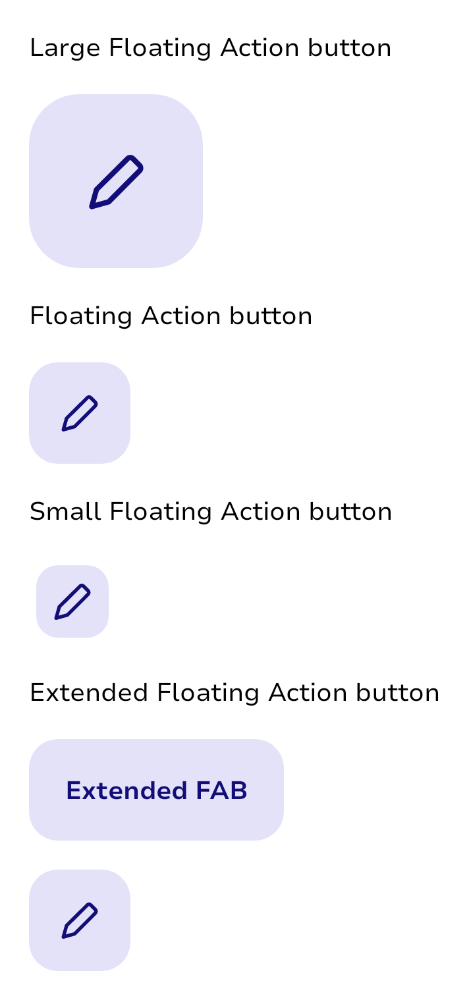 Large Floating Action button
Floating Action button
Small Floating Action button
Extended Floating Action button
Extended FAB